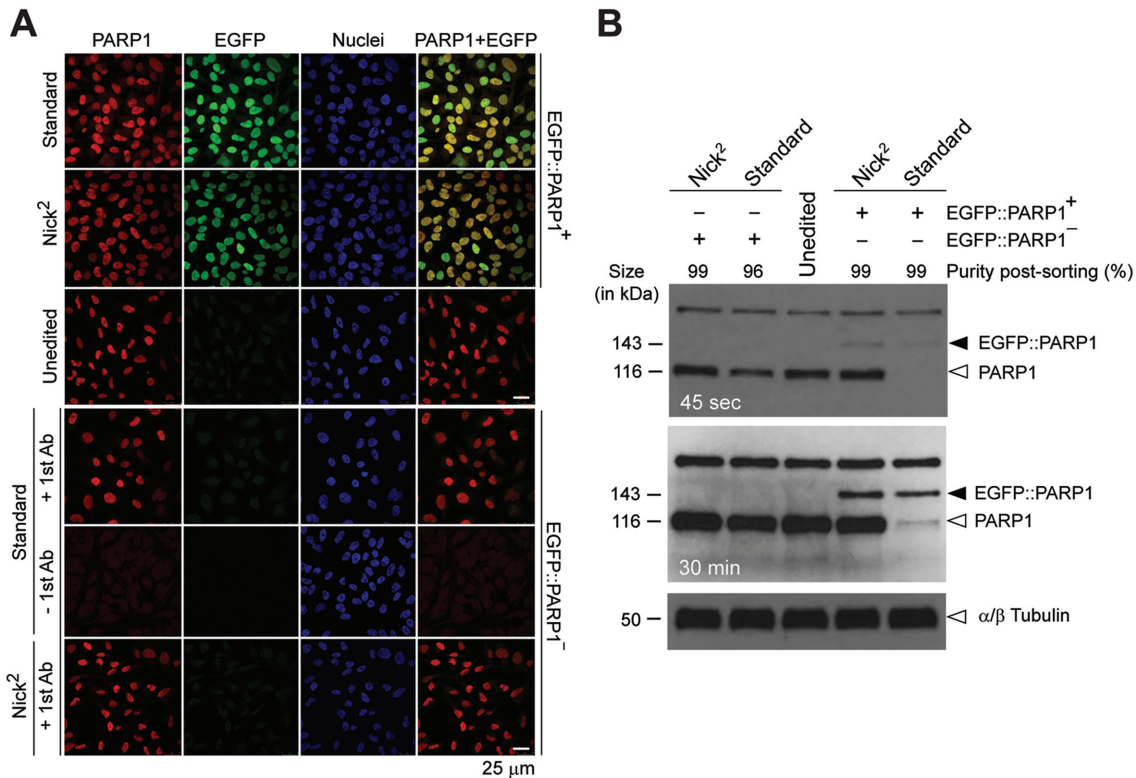 A
PARP1 EGFP Nuclei PARP1+EGFP
Standard
Nick²
EGFP::PARP1⁺
Unedited
Standard
+ 1st Ab
- 1st Ab
Nick²
+ 1st Ab
EGFP::PARP1⁻
25 μm
B
Nick² Standard Unedited Nick² Standard
– – + + EGFP::PARP1⁺
+ + – – EGFP::PARP1⁻
Size (in kDa)
99 96 99 99 Purity post-sorting (%)
143 EGFP::PARP1
116 PARP1
45 sec
143 EGFP::PARP1
116 PARP1
30 min
50 α/β Tubulin